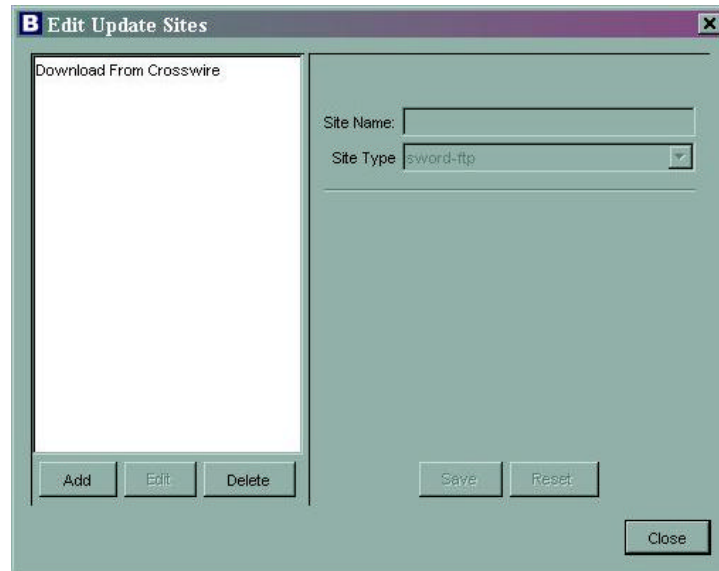 B Edit Update Sites
Download From Crosswire
Site Name:
Site Type sword-ftp
Add Edit Delete
Save Reset
Close